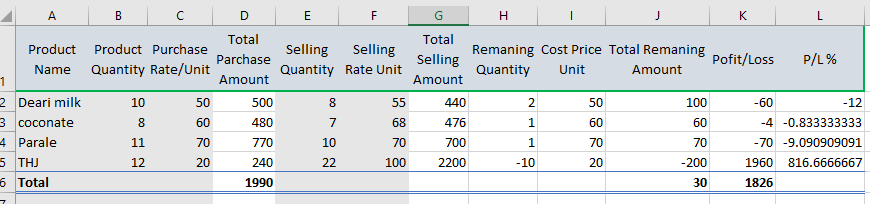 A B C D E F G H I J K L
1 Product Name Product Quantity Purchase Rate/Unit Total Parchase Amount Selling Quantity Selling Rate Unit Total Selling Amount Remaning Quantity Cost Price Unit Total Remaning Amount Pofit/Loss P/L %
2 Deari milk 10 50 500 8 55 440 2 50 100 -60 -12
3 coconate 8 60 480 7 68 476 1 60 60 -4 -0.833333333
4 Parale 11 70 770 10 70 700 1 70 70 -70 -9.090909091
5 THJ 12 20 240 22 100 2200 -10 20 -200 1960 816.6666667
6 Total 1990 30 1826